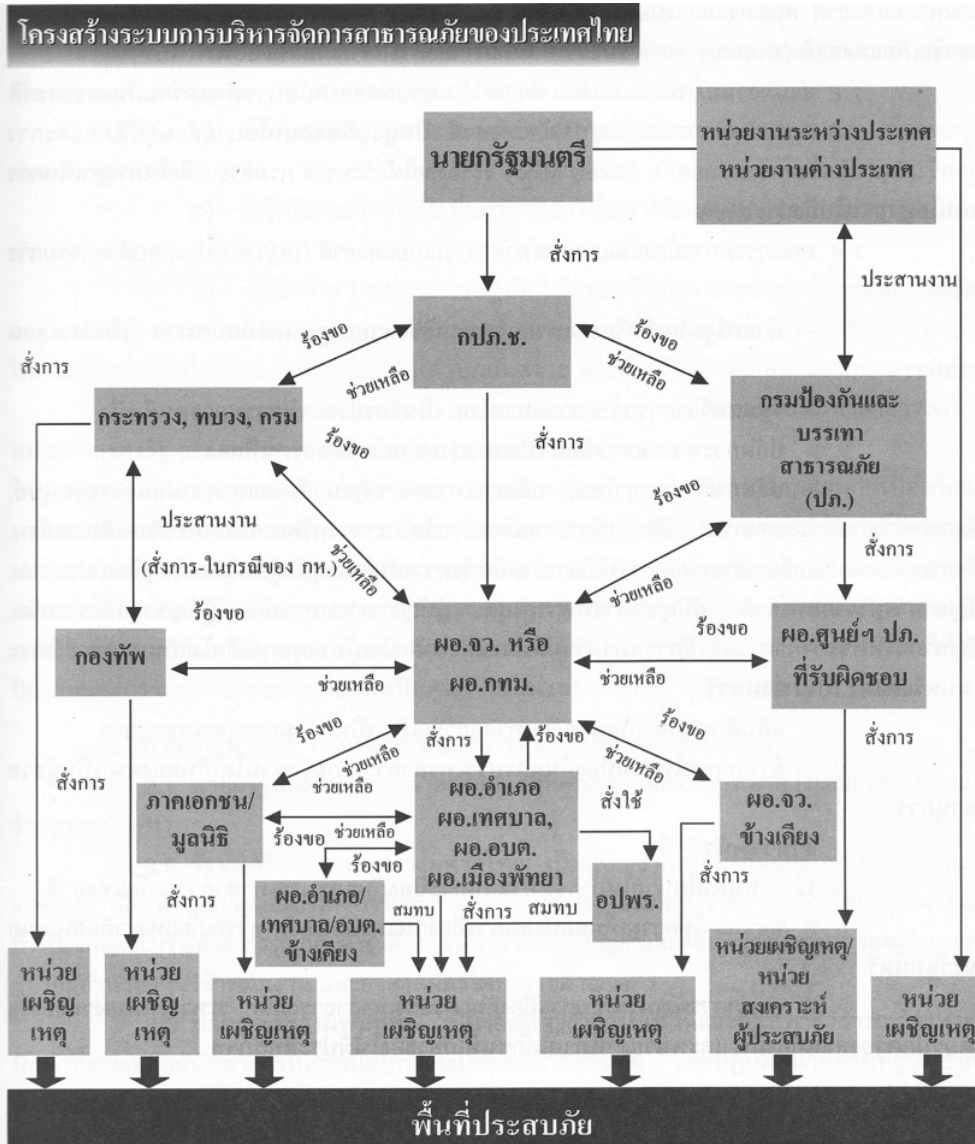 โครงสร้างระบบการบริหารจัดการสาธารณภัยของประเทศไทย
นายกรัฐมนตรี
หน่วยงานระหว่างประเทศ
หน่วยงานต่างประเทศ
สั่งการ
ประสานงาน
กปภ.ช.
ร้องขอ
ช่วยเหลือ
ร้องขอ
ช่วยเหลือ
สั่งการ
กระทรวง, ทบวง, กรม
กรมป้องกันและ
บรรเทา
สาธารณภัย
(ปภ.)
ร้องขอ
ช่วยเหลือ
สั่งการ
ร้องขอ
ช่วยเหลือ
ประสานงาน
(สั่งการ-ในกรณีของ กห.)
สั่งการ
ร้องขอ
ช่วยเหลือ
กองทัพ
ผอ.จว. หรือ
ผอ.กทม.
ร้องขอ
ช่วยเหลือ
ผอ.ศูนย์ฯ ปภ.
ที่รับผิดชอบ
ร้องขอ
ช่วยเหลือ
สั่งการ
ร้องขอ
ร้องขอ
ช่วยเหลือ
สั่งการ
สั่งการ
สั่งการ
ภาคเอกชน/
มูลนิธิ
ช่วยเหลือ
ร้องขอ
ช่วยเหลือ
ร้องขอ
ผอ.อำเภอ
ผอ.เทศบาล,
ผอ.อบต.
ผอ.เมืองพัทยา
สั่งใช้
ผอ.จว.
ข้างเคียง
สั่งการ
สั่งการ
ผอ.อำเภอ/
เทศบาล/อบต.
ข้างเคียง
สมทบ
สั่งการ
สมทบ
อปพร.
หน่วย
เผชิญ
เหตุ
หน่วย
เผชิญ
เหตุ
หน่วย
เผชิญเหตุ
หน่วย
เผชิญเหตุ
หน่วย
เผชิญเหตุ
หน่วยเผชิญเหตุ/
หน่วย
สงเคราะห์
ผู้ประสบภัย
หน่วย
เผชิญเหตุ
พื้นที่ประสบภัย